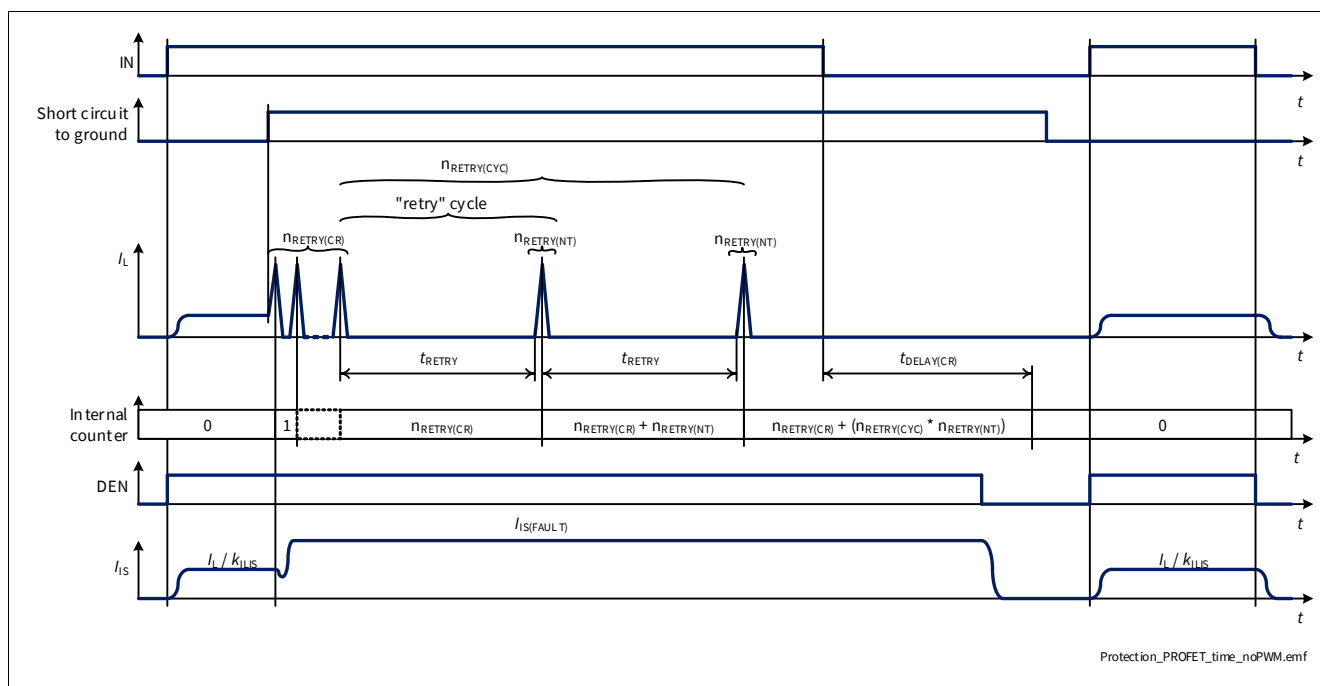 IN
t
Short circuit
to ground
t
nRETRY(CYC)
"retry" cycle
nRETRY(CR)
nRETRY(NT)
nRETRY(NT)
IL
t
tRETRY
tRETRY
tDELAY(CR)
Internal
counter
0
1
nRETRY(CR)
nRETRY(CR) + nRETRY(NT)
nRETRY(CR) + (nRETRY(CYC) * nRETRY(NT))
0
t
DEN
t
IIS(FAULT)
IIS
IL / kILIS
IL / kILIS
t
Protection_PROFET_time_noPWM.emf